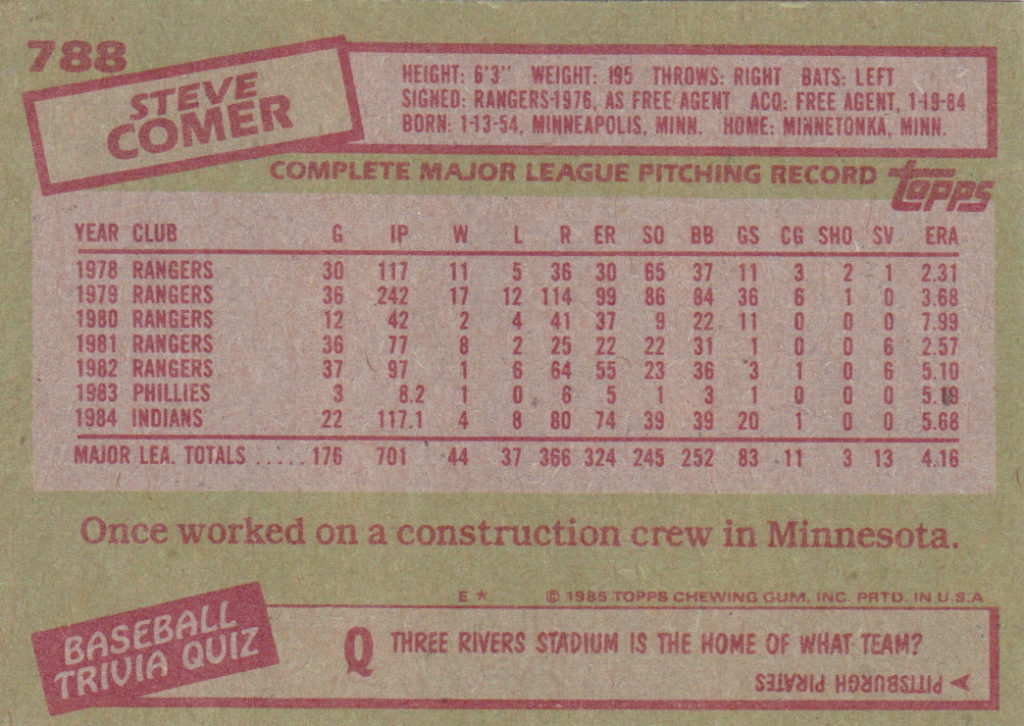 788
STEVE
COMER
HEIGHT: 6'3" WEIGHT: 195 THROWS: RIGHT BATS: LEFT
SIGNED: RANGERS-1976, AS FREE AGENT ACQ: FREE AGENT, 1-19-84
BORN: 1-13-54, MINNEAPOLIS, MINN. HOME: MINNETONKA, MINN.
COMPLETE MAJOR LEAGUE PITCHING RECORD
topps
YEAR CLUB G IP W L R ER SO BB GS CG SHO SV ERA
1978 RANGERS 30 117 11 5 36 30 65 37 11 3 2 1 2.31
1979 RANGERS 36 242 17 12 114 99 86 84 36 6 1 0 3.68
1980 RANGERS 12 42 2 4 41 37 9 22 11 0 0 0 7.99
1981 RANGERS 36 77 8 2 25 22 22 31 1 0 0 6 2.57
1982 RANGERS 37 97 1 6 64 55 23 36 3 1 0 6 5.10
1983 PHILLIES 3 8.2 1 0 6 5 1 3 1 0 0 0 5.19
1984 INDIANS 22 117.1 4 8 80 74 39 39 20 1 0 0 5.68
MAJOR LEA. TOTALS ..... 176 701 44 37 366 324 245 252 83 11 3 13 4.16
Once worked on a construction crew in Minnesota.
E * © 1985 TOPPS CHEWING GUM, INC. PRTD. IN U.S.A
BASEBALL
TRIVIA QUIZ
Q THREE RIVERS STADIUM IS THE HOME OF WHAT TEAM?
A PITTSBURGH PIRATES